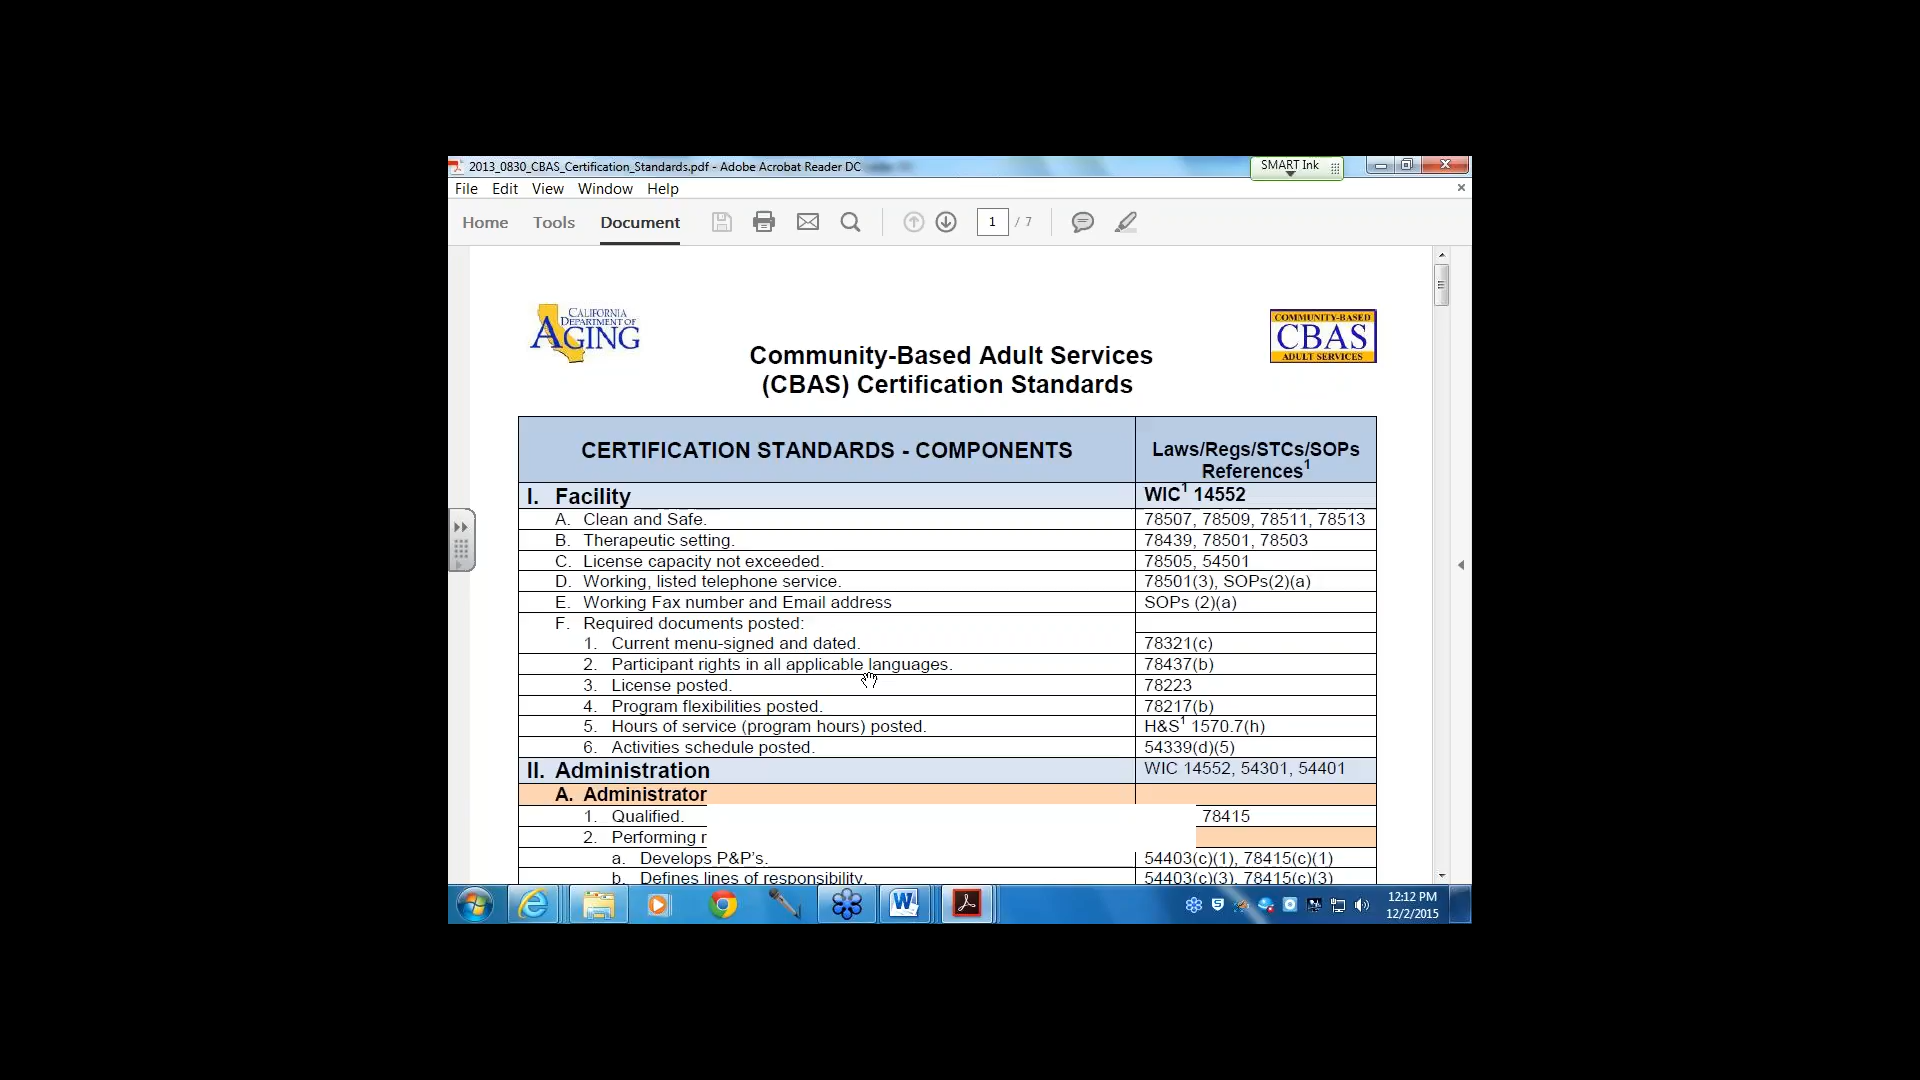 2013_0830_CBAS_Certification_Standards.pdf - Adobe Acrobat Reader DC
SMART Ink
File Edit View Window Help
Home Tools Document 1 / 7
CALIFORNIA
DEPARTMENT OF
AGING
COMMUNITY-BASED
CBAS
ADULT SERVICES
Community-Based Adult Services
(CBAS) Certification Standards
CERTIFICATION STANDARDS - COMPONENTS
Laws/Regs/STCs/SOPs
References1
I. Facility WIC1 14552
A. Clean and Safe. 78507, 78509, 78511, 78513
B. Therapeutic setting. 78439, 78501, 78503
C. License capacity not exceeded. 78505, 54501
D. Working, listed telephone service. 78501(3), SOPs(2)(a)
E. Working Fax number and Email address SOPs (2)(a)
F. Required documents posted:
1. Current menu-signed and dated. 78321(c)
2. Participant rights in all applicable languages. 78437(b)
3. License posted. 78223
4. Program flexibilities posted. 78217(b)
5. Hours of service (program hours) posted. H&S1 1570.7(h)
6. Activities schedule posted. 54339(d)(5)
II. Administration WIC 14552, 54301, 54401
A. Administrator
1. Qualified. 78415
2. Performing
a. Develops P&P's. 54403(c)(1), 78415(c)(1)
b. Defines lines of responsibility. 54403(c)(3), 78415(c)(3)
12:12 PM
12/2/2015